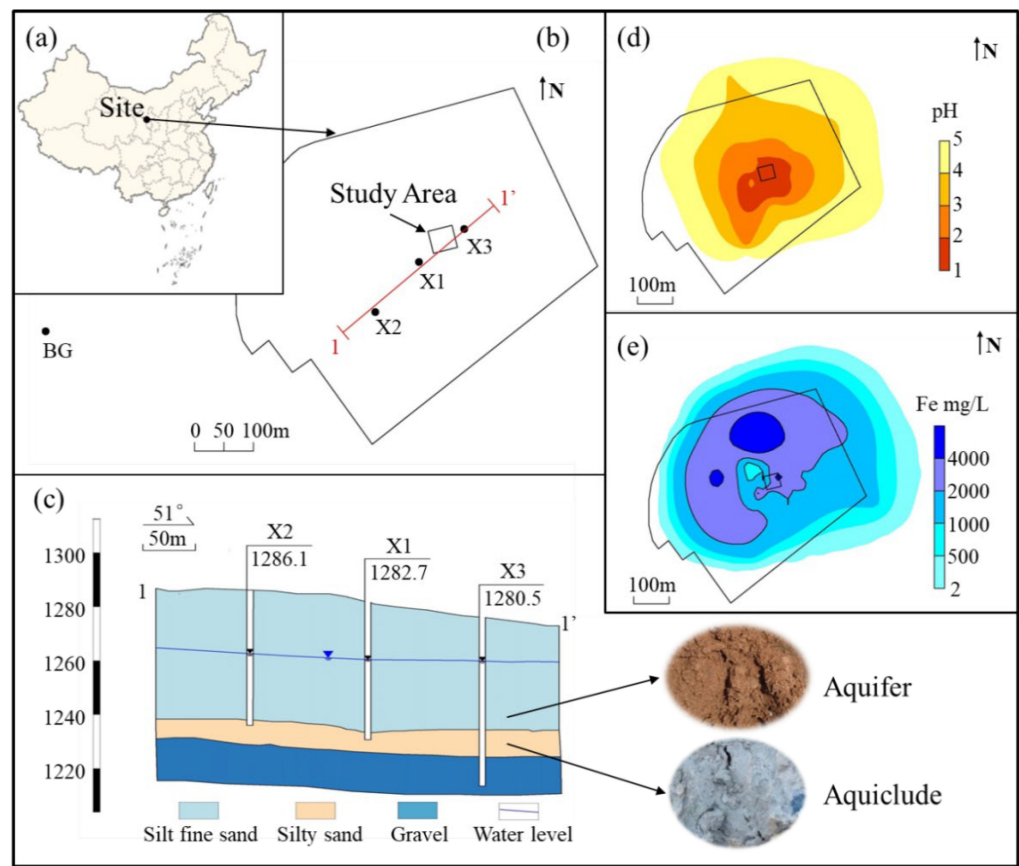 (a)
Site
(b)
N
Study Area
1'
X3
X1
X2
1
BG
0 50 100m
(c)
51°
50m
1300
1280
1260
1240
1220
X2
1286.1
X1
1282.7
X3
1280.5
1
1'
Silt fine sand
Silty sand
Gravel
Water level
Aquifer
Aquiclude
(d)
N
pH
5
4
3
2
1
100m
(e)
N
Fe mg/L
4000
2000
1000
500
2
100m